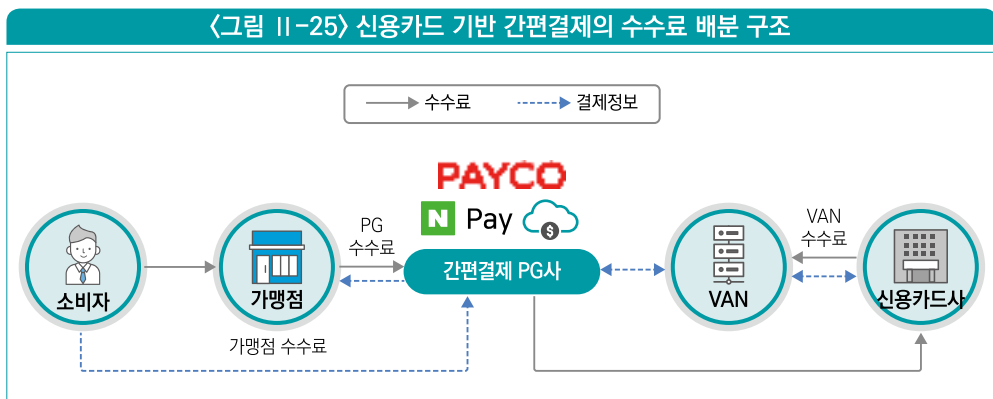 〈그림 Ⅱ-25〉 신용카드 기반 간편결제의 수수료 배분 구조
수수료
결제정보
PAYCO
N Pay
$
PG
수수료
VAN
수수료
간편결제 PG사
소비자
가맹점
VAN
신용카드사
가맹점 수수료